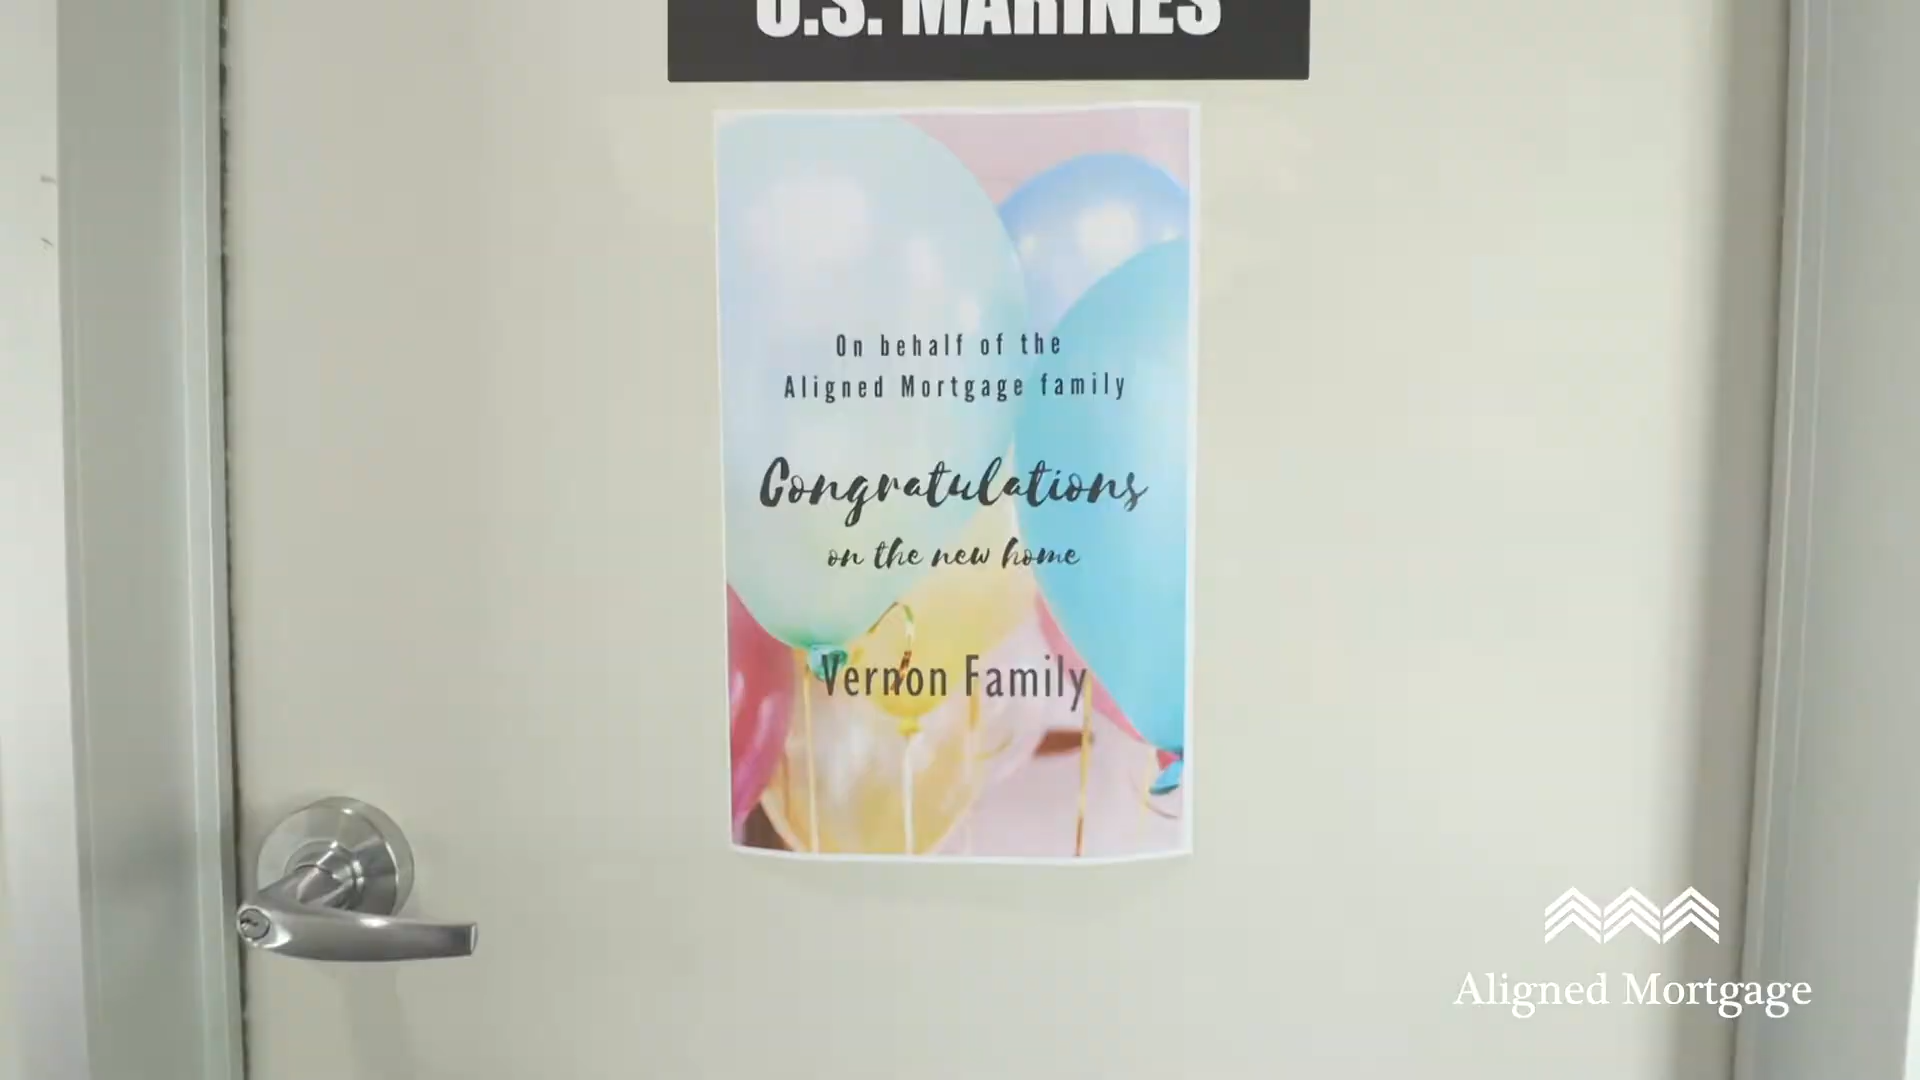 U.S. MARINES
On behalf of the
Aligned Mortgage family
Congratulations
on the new home
Vernon Family
Aligned Mortgage